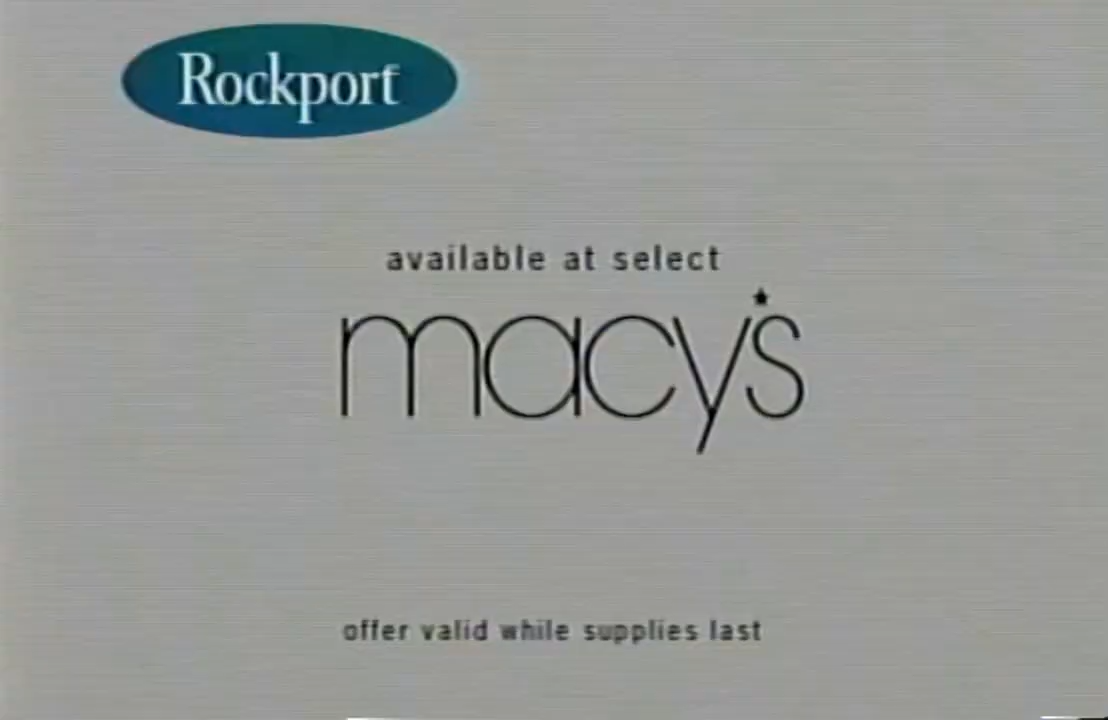 Rockport
available at select
macy's
offer valid while supplies last